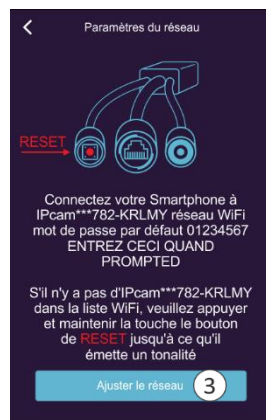 Paramètres du réseau
RESET
Connectez votre Smartphone à
IPcam***782-KRLMY réseau WiFi
mot de passe par défaut 01234567
ENTREZ CECI QUAND
PROMPTED
S'il n'y a pas d'IPcam***782-KRLMY
dans la liste WiFi, veuillez appuyer
et maintenir la touche le bouton
de RESET jusqu'à ce qu'il
émette un tonalité
Ajuster le réseau 3